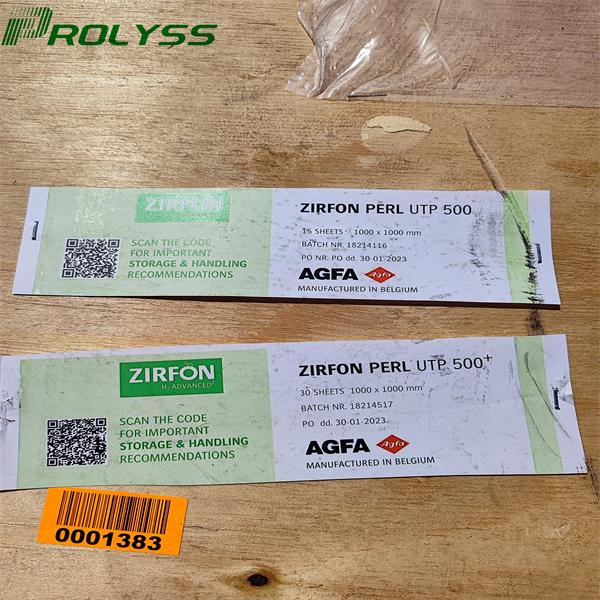 PROLYSS
ZIRFON
H₂ ADVANCED²
SCAN THE CODE
FOR IMPORTANT
STORAGE & HANDLING
RECOMMENDATIONS
ZIRFON PERL UTP 500
15 SHEETS 1000 x 1000 mm
BATCH NR. 18214116
PO NR. PO dd. 30-01-2023
AGFA Agfa
MANUFACTURED IN BELGIUM
ZIRFON
H₂ ADVANCED²
SCAN THE CODE
FOR IMPORTANT
STORAGE & HANDLING
RECOMMENDATIONS
ZIRFON PERL UTP 500⁺
30 SHEETS 1000 x 1000 mm
BATCH NR. 18214517
PO dd. 30-01-2023
AGFA Agfa
MANUFACTURED IN BELGIUM
0001383